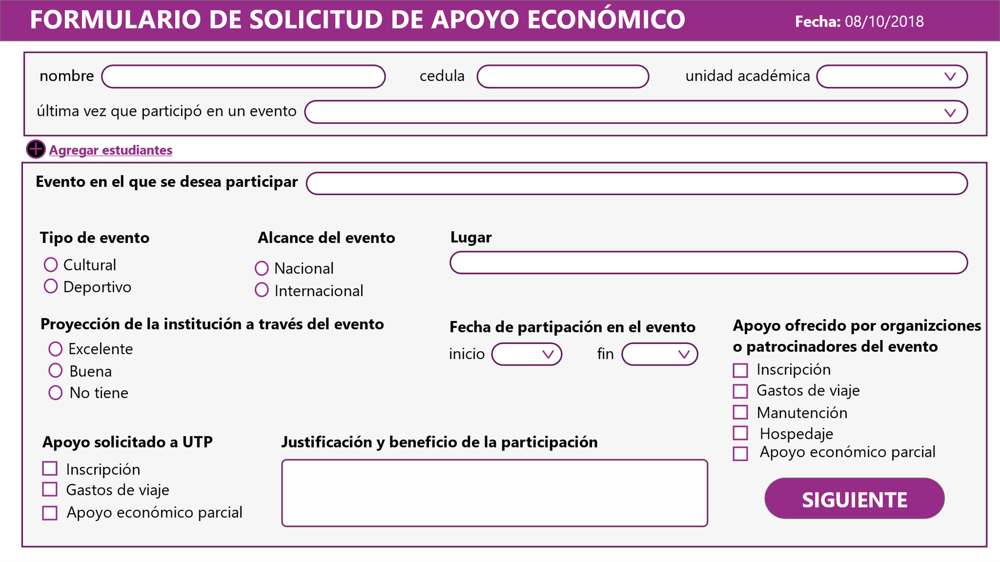 FORMULARIO DE SOLICITUD DE APOYO ECONÓMICO
Fecha: 08/10/2018
nombre
cedula
unidad académica
última vez que participó en un evento
Agregar estudiantes
Evento en el que se desea participar
Tipo de evento
Cultural
Deportivo
Alcance del evento
Nacional
Internacional
Lugar
Proyección de la institución a través del evento
Excelente
Buena
No tiene
Fecha de partipación en el evento
inicio
fin
Apoyo ofrecido por organizciones
o patrocinadores del evento
Inscripción
Gastos de viaje
Manutención
Hospedaje
Apoyo económico parcial
Apoyo solicitado a UTP
Inscripción
Gastos de viaje
Apoyo económico parcial
Justificación y beneficio de la participación
SIGUIENTE